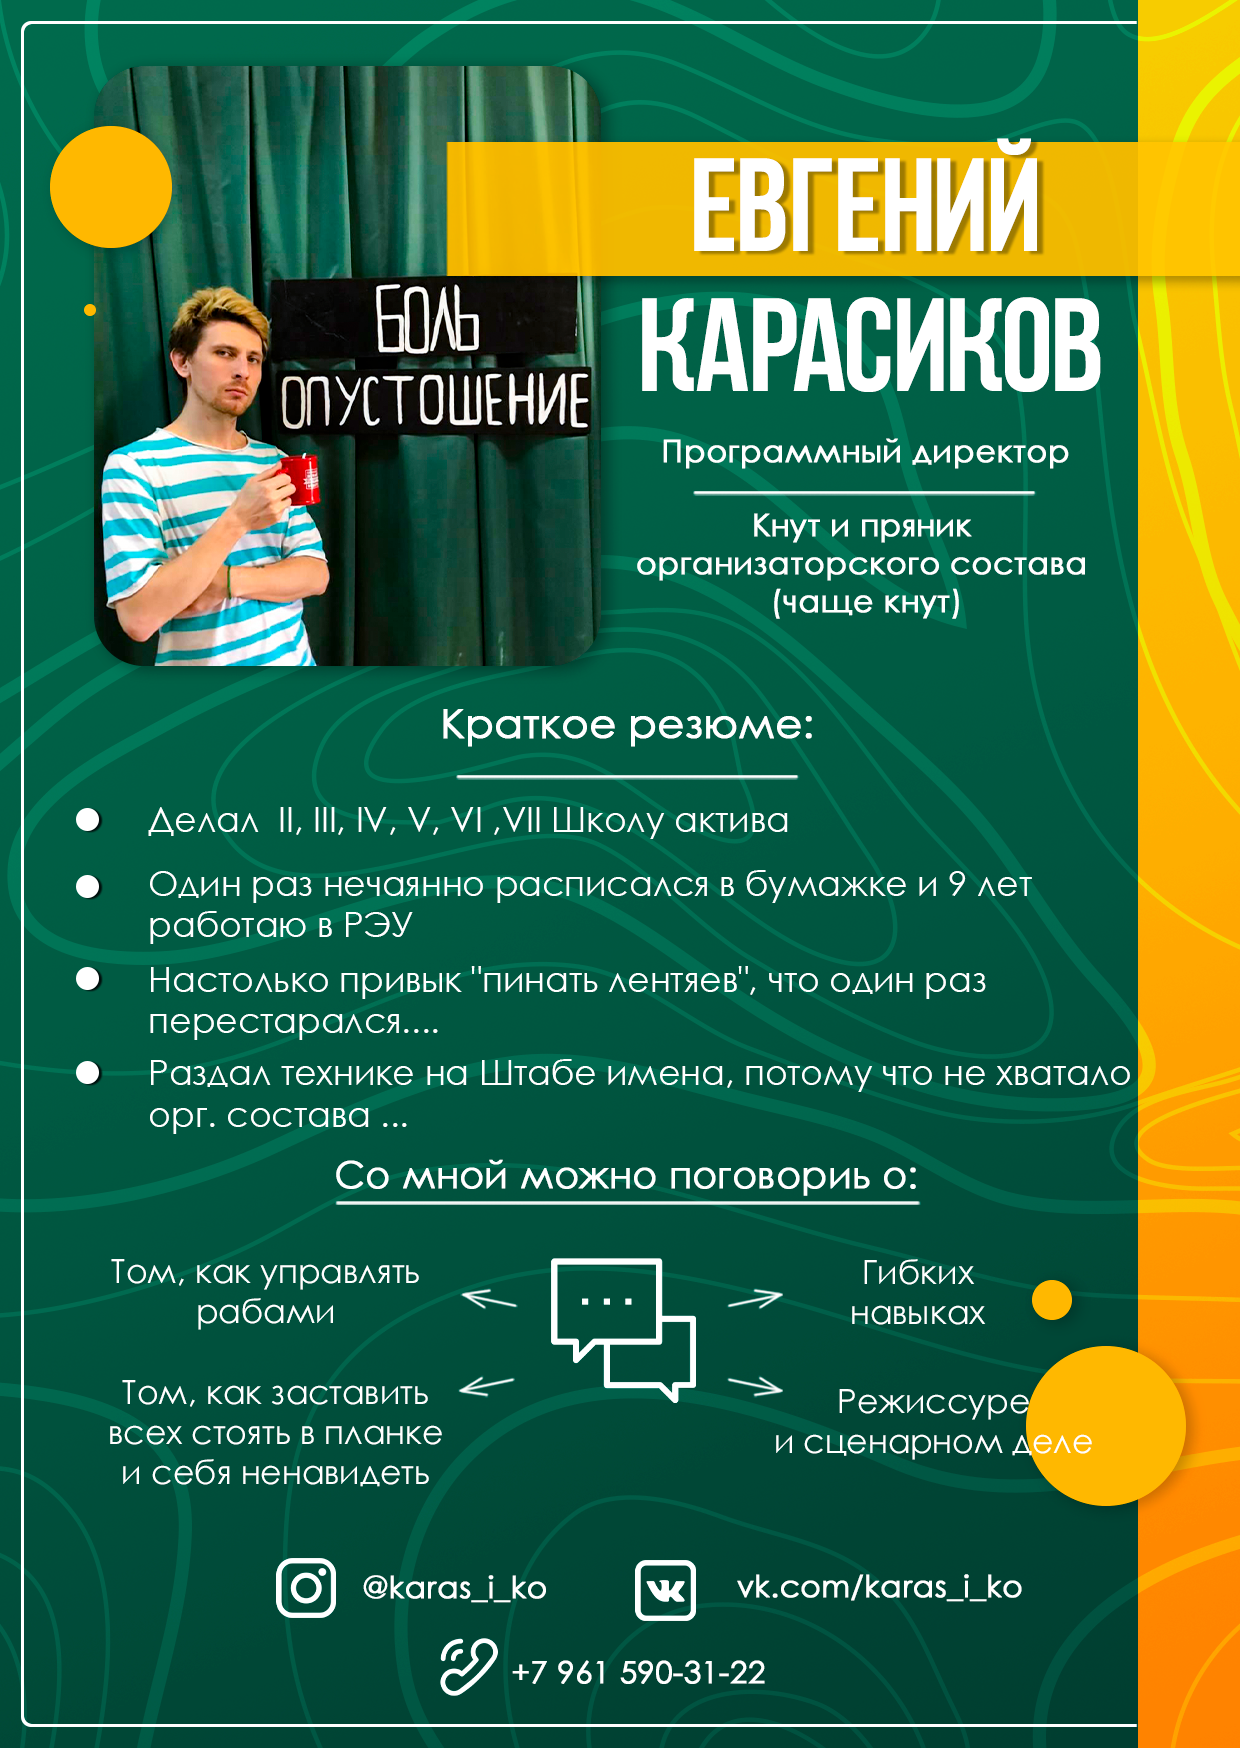 ЕВГЕНИЙ
КАРАСИКОВ
БОЛЬ
ОПУСТОШЕНИЕ
Программный директор
Кнут и пряник
организаторского состава
(чаще кнут)
Краткое резюме:
Делал II, III, IV, V, VI ,VII Школу актива
Один раз нечаянно расписался в бумажке и 9 лет
работаю в РЭУ
Настолько привык "пинать лентяев", что один раз
перестарался....
Раздал технике на Штабе имена, потому что не хватало
орг. состава ...
Со мной можно поговориь о:
Том, как управлять
рабами
Гибких
навыках
Том, как заставить
всех стоять в планке
и себя ненавидеть
Режиссуре
и сценарном деле
@karas_i_ko
vk.com/karas_i_ko
+7 961 590-31-22